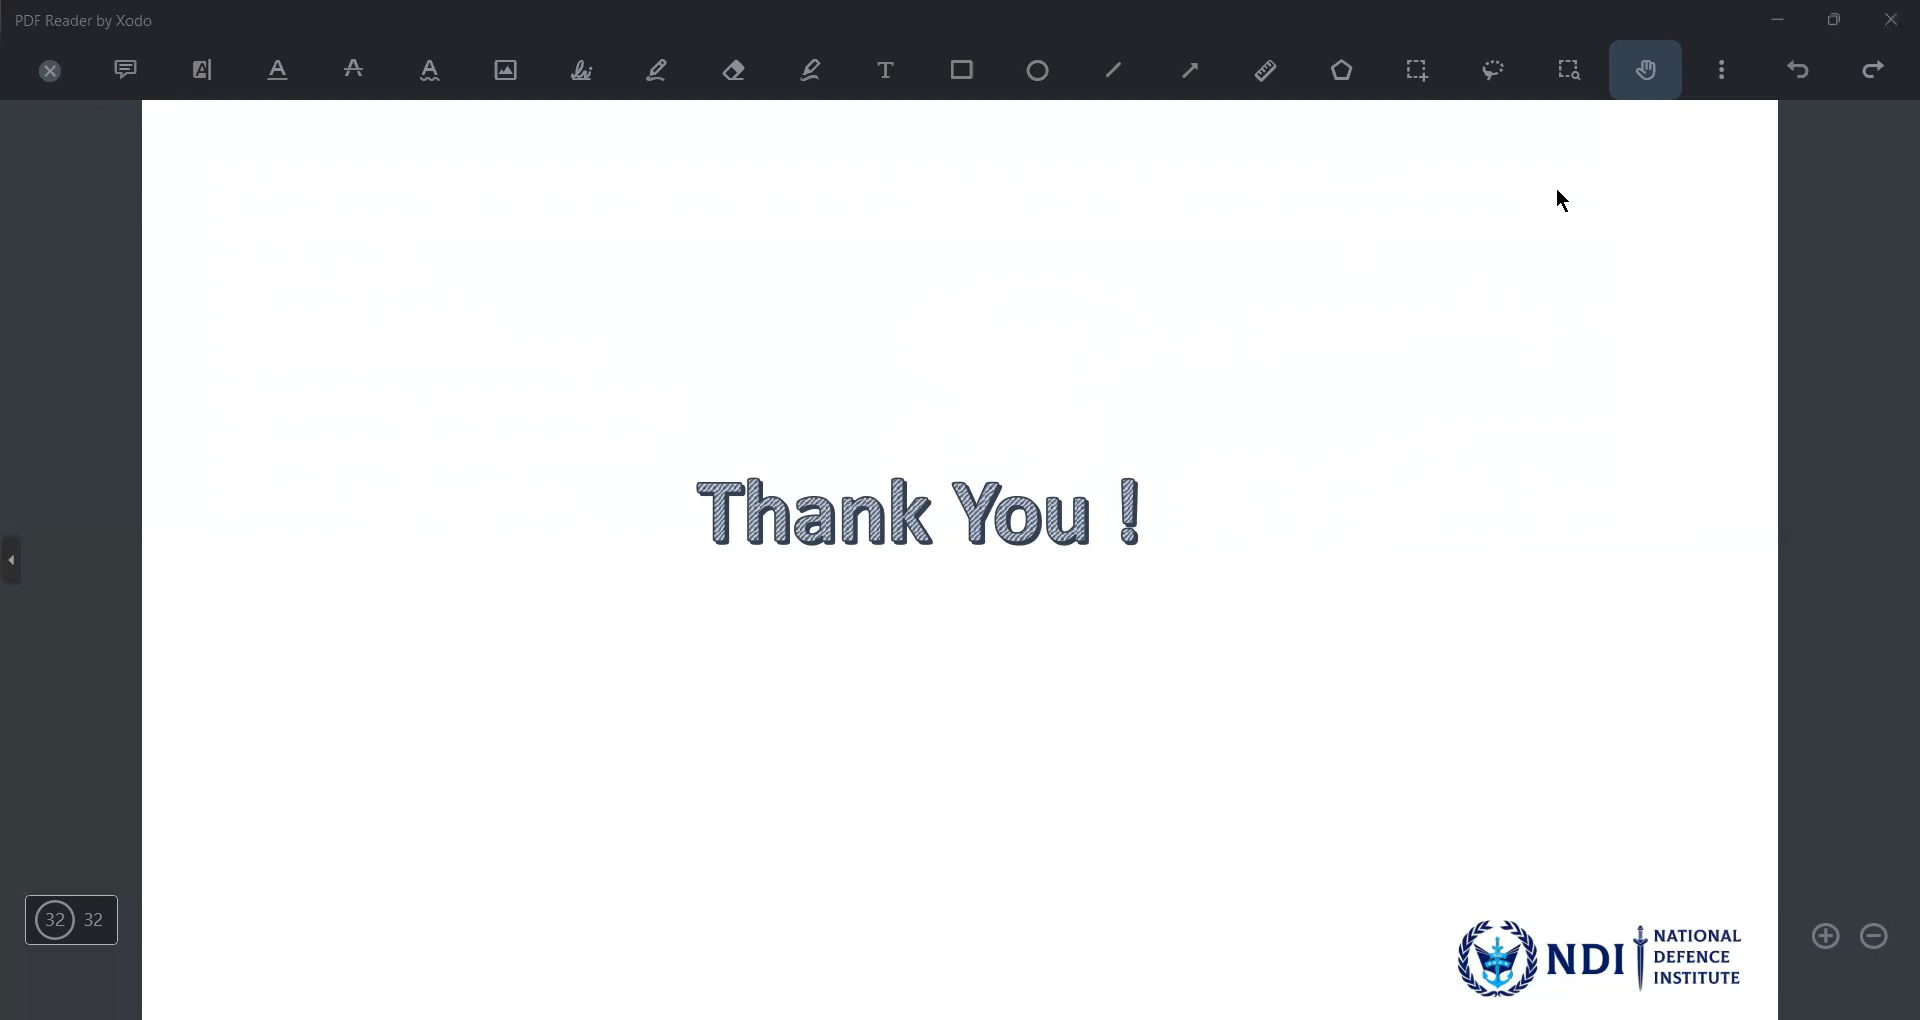 PDF Reader by Xodo
Thank You !
32 32
NDI
NATIONAL
DEFENCE
INSTITUTE